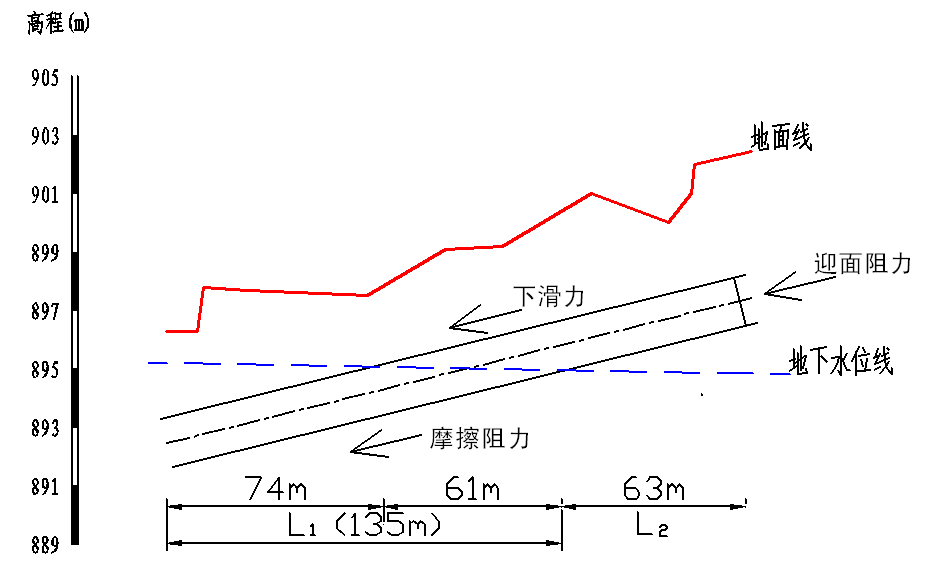 高程(m)
905
903
地面线
901
899
迎面阻力
下滑力
897
地下水位线
895
893
摩擦阻力
891
74m
61m
63m
L₁ (135m)
L₂
889